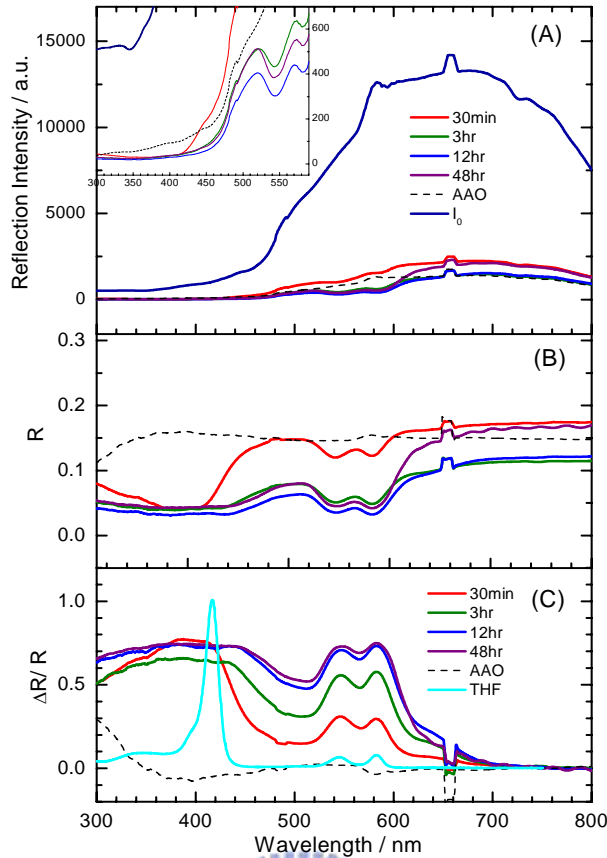 15000
10000
5000
0
Reflection Intensity / a.u.
600
400
200
0
300 350 400 450 500 550
(A)
30min
3hr
12hr
48hr
AAO
I0
0.3
0.2
0.1
0.0
R
(B)
1.0
0.5
0.0
ΔR/ R
(C)
30min
3hr
12hr
48hr
AAO
THF
300 400 500 600 700 800
Wavelength / nm